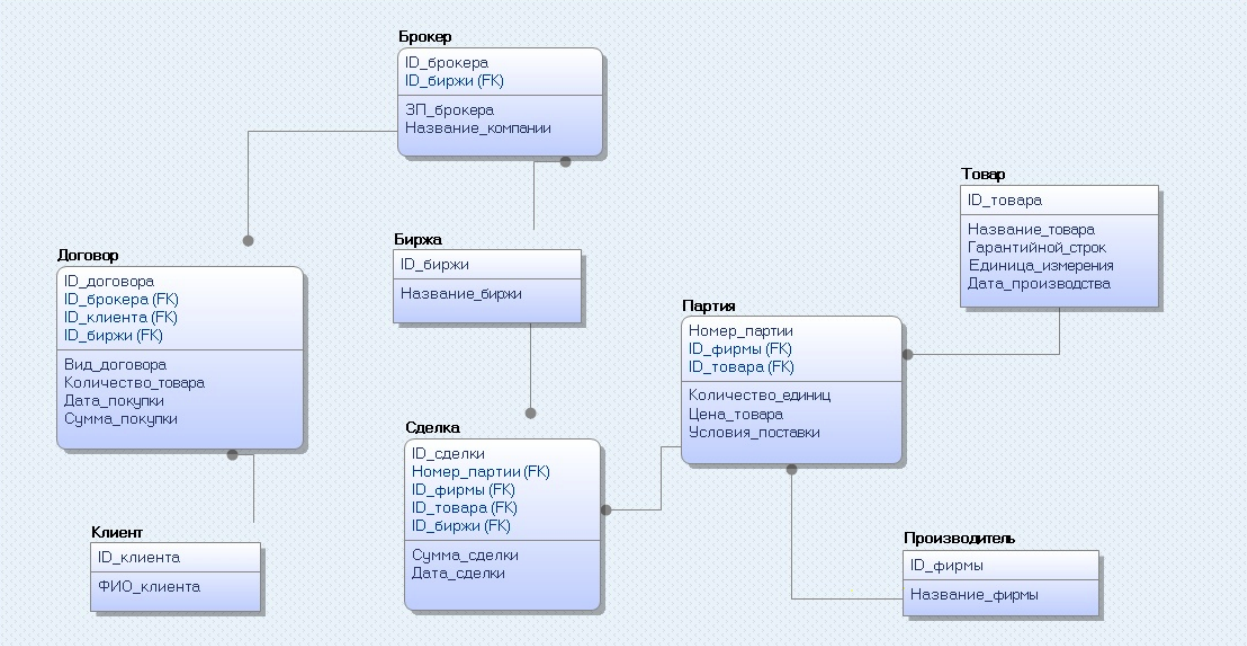 Брокер
ID_брокера
ID_биржи (FK)
ЗП_брокера
Название_компании
Товар
ID_товара
Название_товара
Гарантийной_строк
Единица_измерения
Дата_производства
Биржа
ID_биржи
Название_биржи
Договор
ID_договора
ID_брокера (FK)
ID_клиента (FK)
ID_биржи (FK)
Вид_договора
Количество_товара
Дата_покупки
Сумма_покупки
Партия
Номер_партии
ID_фирмы (FK)
ID_товара (FK)
Количество_единиц
Цена_товара
Условия_поставки
Сделка
ID_сделки
Номер_партии (FK)
ID_фирмы (FK)
ID_товара (FK)
ID_биржи (FK)
Сумма_сделки
Дата_сделки
Клиент
ID_клиента
ФИО_клиента
Производитель
ID_фирмы
Название_фирмы